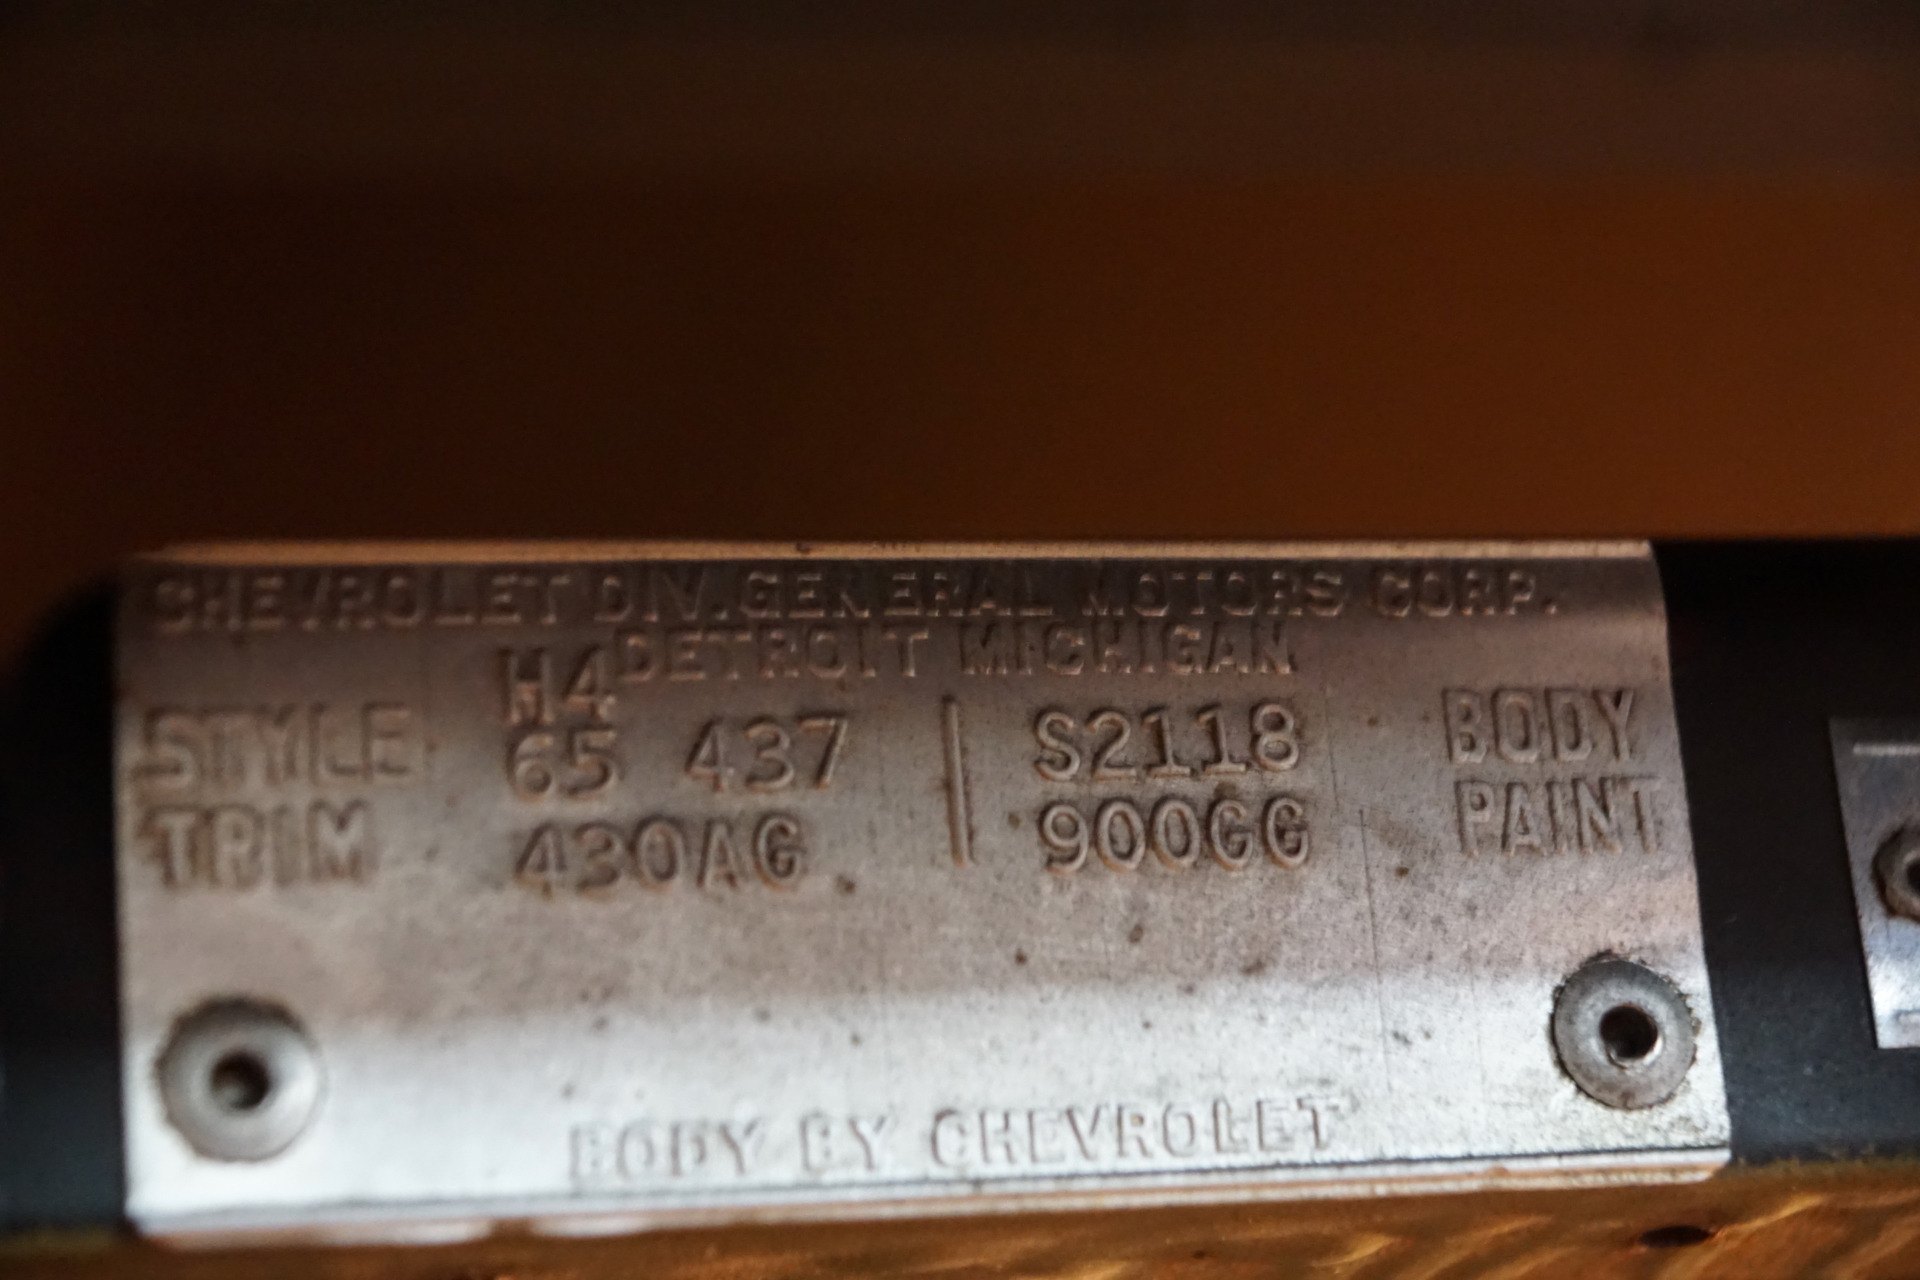 CHEVROLET DIV. GENERAL MOTORS CORP.
DETROIT MICHIGAN
H4
STYLE 65 437 | S2118 BODY
TRIM 430AG | 900GG PAINT
BODY BY CHEVROLET